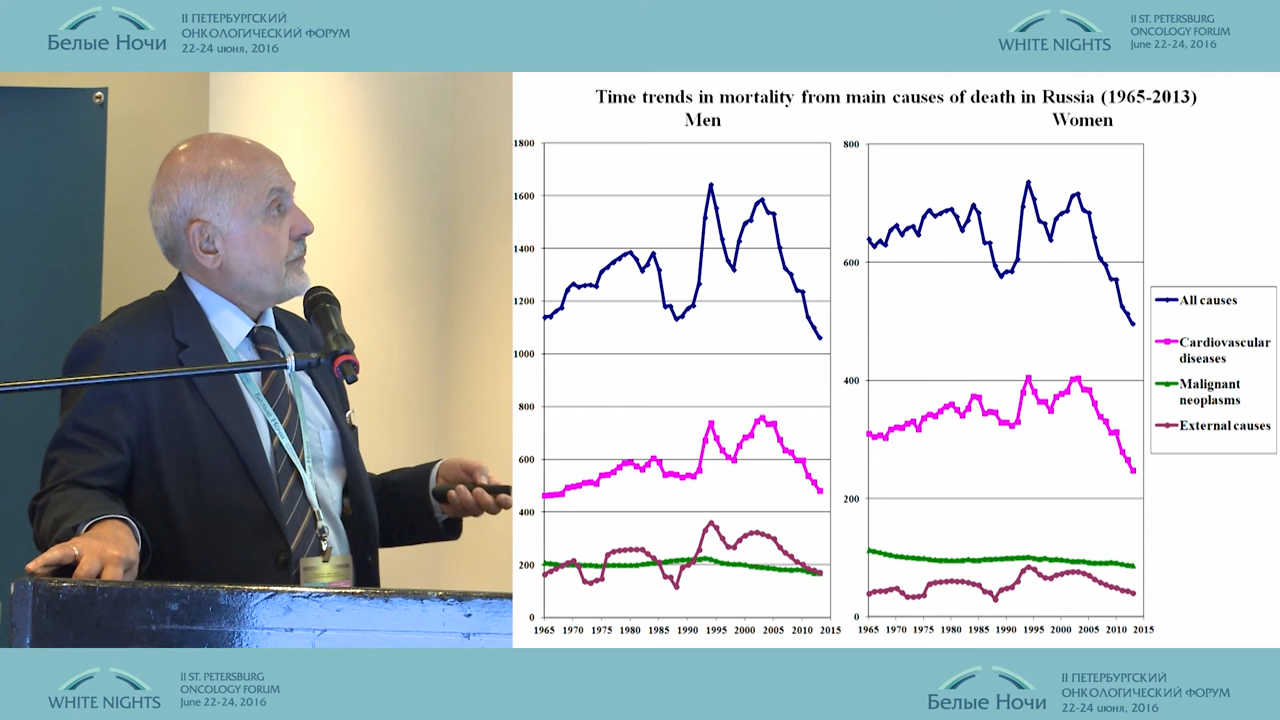 Белые Ночи
II ПЕТЕРБУРГСКИЙ
ОНКОЛОГИЧЕСКИЙ ФОРУМ
22-24 июня, 2016
WHITE NIGHTS
II ST. PETERSBURG
ONCOLOGY FORUM
June 22-24, 2016
Time trends in mortality from main causes of death in Russia (1965-2013)
Men
Women
1800
1600
1400
1200
1000
800
600
400
200
0
1965 1970 1975 1980 1985 1990 1995 2000 2005 2010 2015
800
600
400
200
0
1965 1970 1975 1980 1985 1990 1995 2000 2005 2010 2015
All causes
Cardiovascular
diseases
Malignant
neoplasms
External causes
Белые Ночи
WHITE NIGHTS
II ST. PETERSBURG
ONCOLOGY FORUM
June 22-24, 2016
Белые Ночи
II ПЕТЕРБУРГСКИЙ
ОНКОЛОГИЧЕСКИЙ ФОРУМ
22-24 июня, 2016